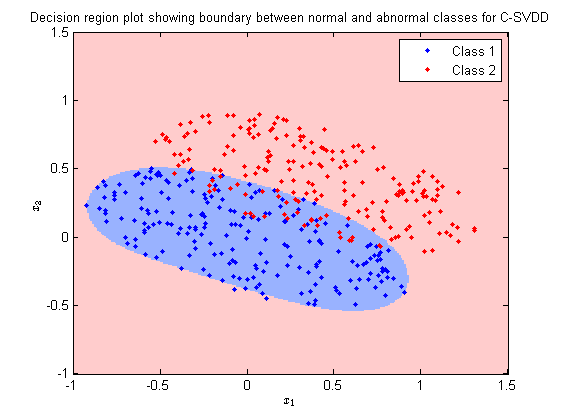 Decision region plot showing boundary between normal and abnormal classes for C-SVDD
1.5
Class 1
Class 2
1
0.5
x2
0
-0.5
-1
-1 -0.5 0 0.5 1 1.5
x1